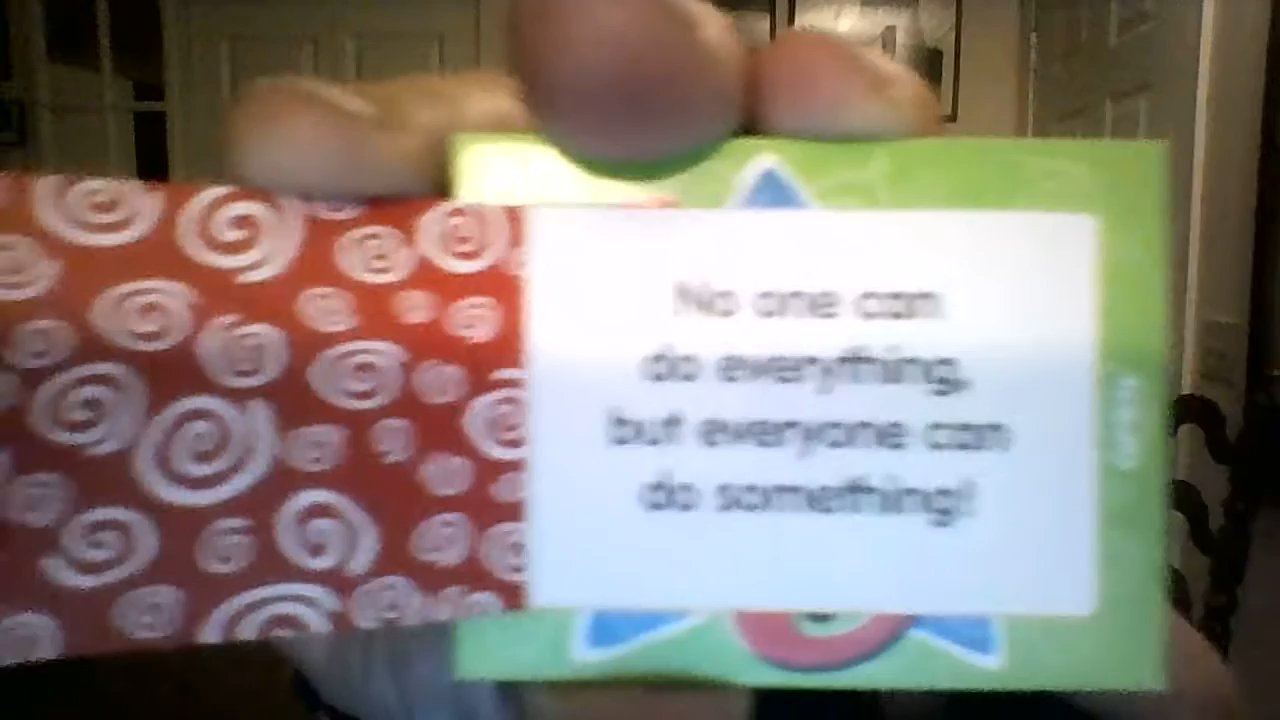 No one can
do everything,
but everyone can
do something!